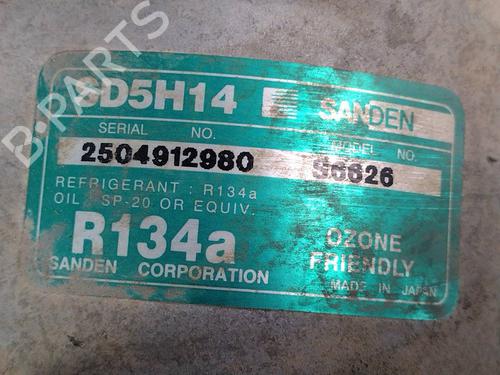 B-PARTS
SD5H14 SANDEN
SERIAL NO. MODEL NO.
2504912980 S6626
REFRIGERANT : R134a
OIL SP-20 OR EQUIV.
R134a OZONE FRIENDLY
SANDEN CORPORATION MADE IN JAPAN